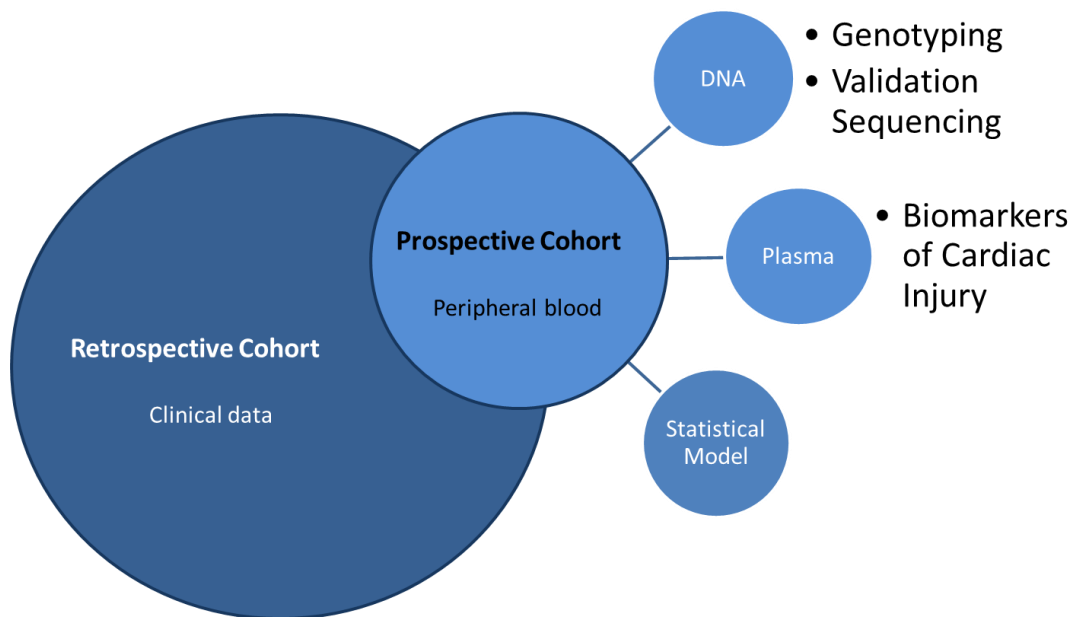 DNA
• Genotyping
• Validation
Sequencing
Prospective Cohort
Peripheral blood
Plasma
• Biomarkers
of Cardiac
Injury
Retrospective Cohort
Clinical data
Statistical
Model